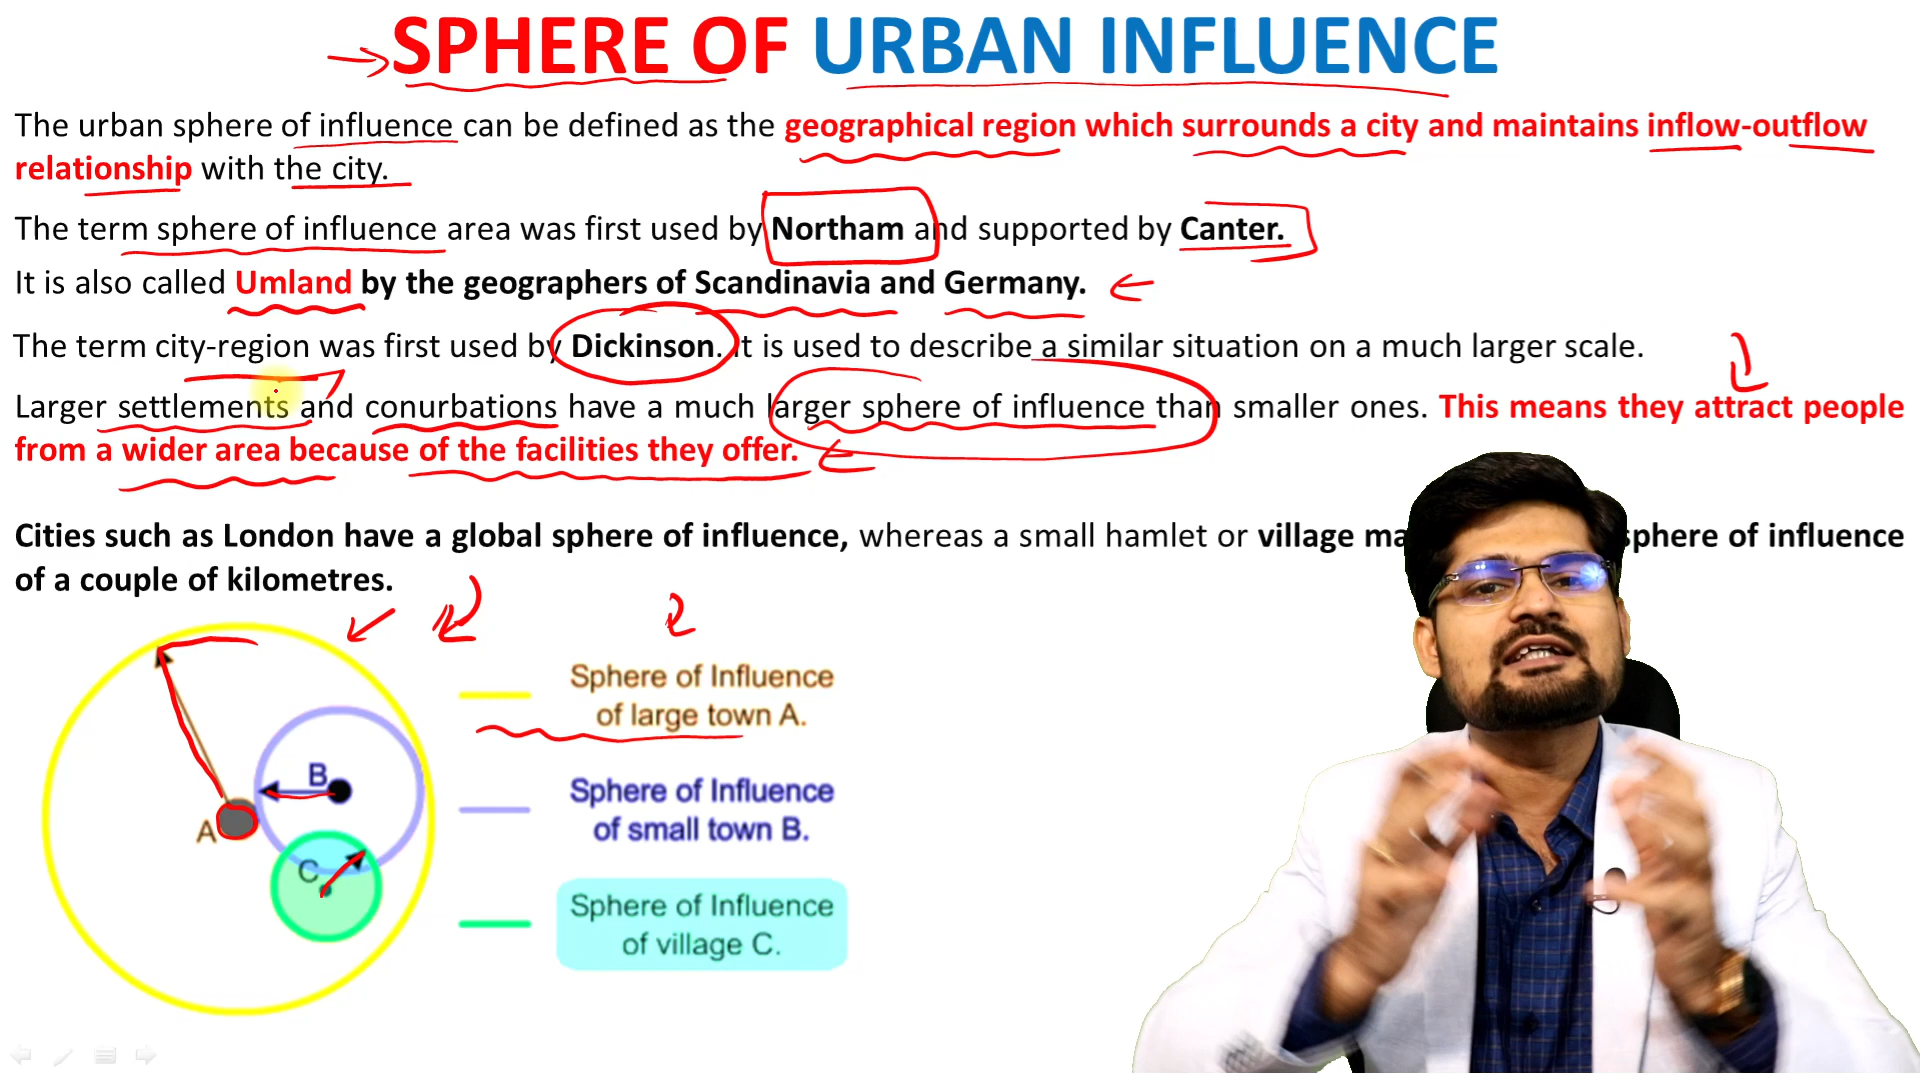 SPHERE OF URBAN INFLUENCE
The urban sphere of influence can be defined as the geographical region which surrounds a city and maintains inflow-outflow
relationship with the city.
The term sphere of influence area was first used by Northam and supported by Canter.
It is also called Umland by the geographers of Scandinavia and Germany.
The term city-region was first used by Dickinson. It is used to describe a similar situation on a much larger scale.
Larger settlements and conurbations have a much larger sphere of influence than smaller ones. This means they attract people
from a wider area because of the facilities they offer.
Cities such as London have a global sphere of influence, whereas a small hamlet or village sphere of influence
of a couple of kilometres.
Sphere of Influence
of large town A.
B
Sphere of Influence
of small town B.
A
C
Sphere of Influence
of village C.